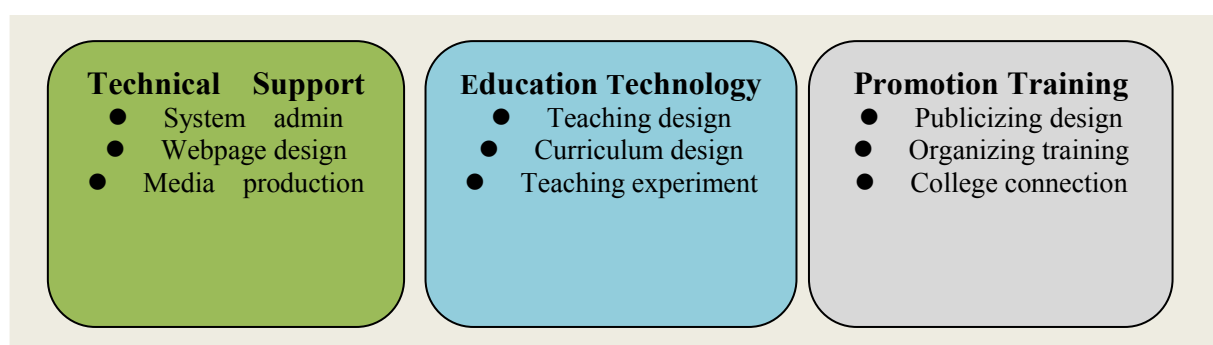 Technical Support
● System admin
● Webpage design
● Media production
Education Technology
● Teaching design
● Curriculum design
● Teaching experiment
Promotion Training
● Publicizing design
● Organizing training
● College connection